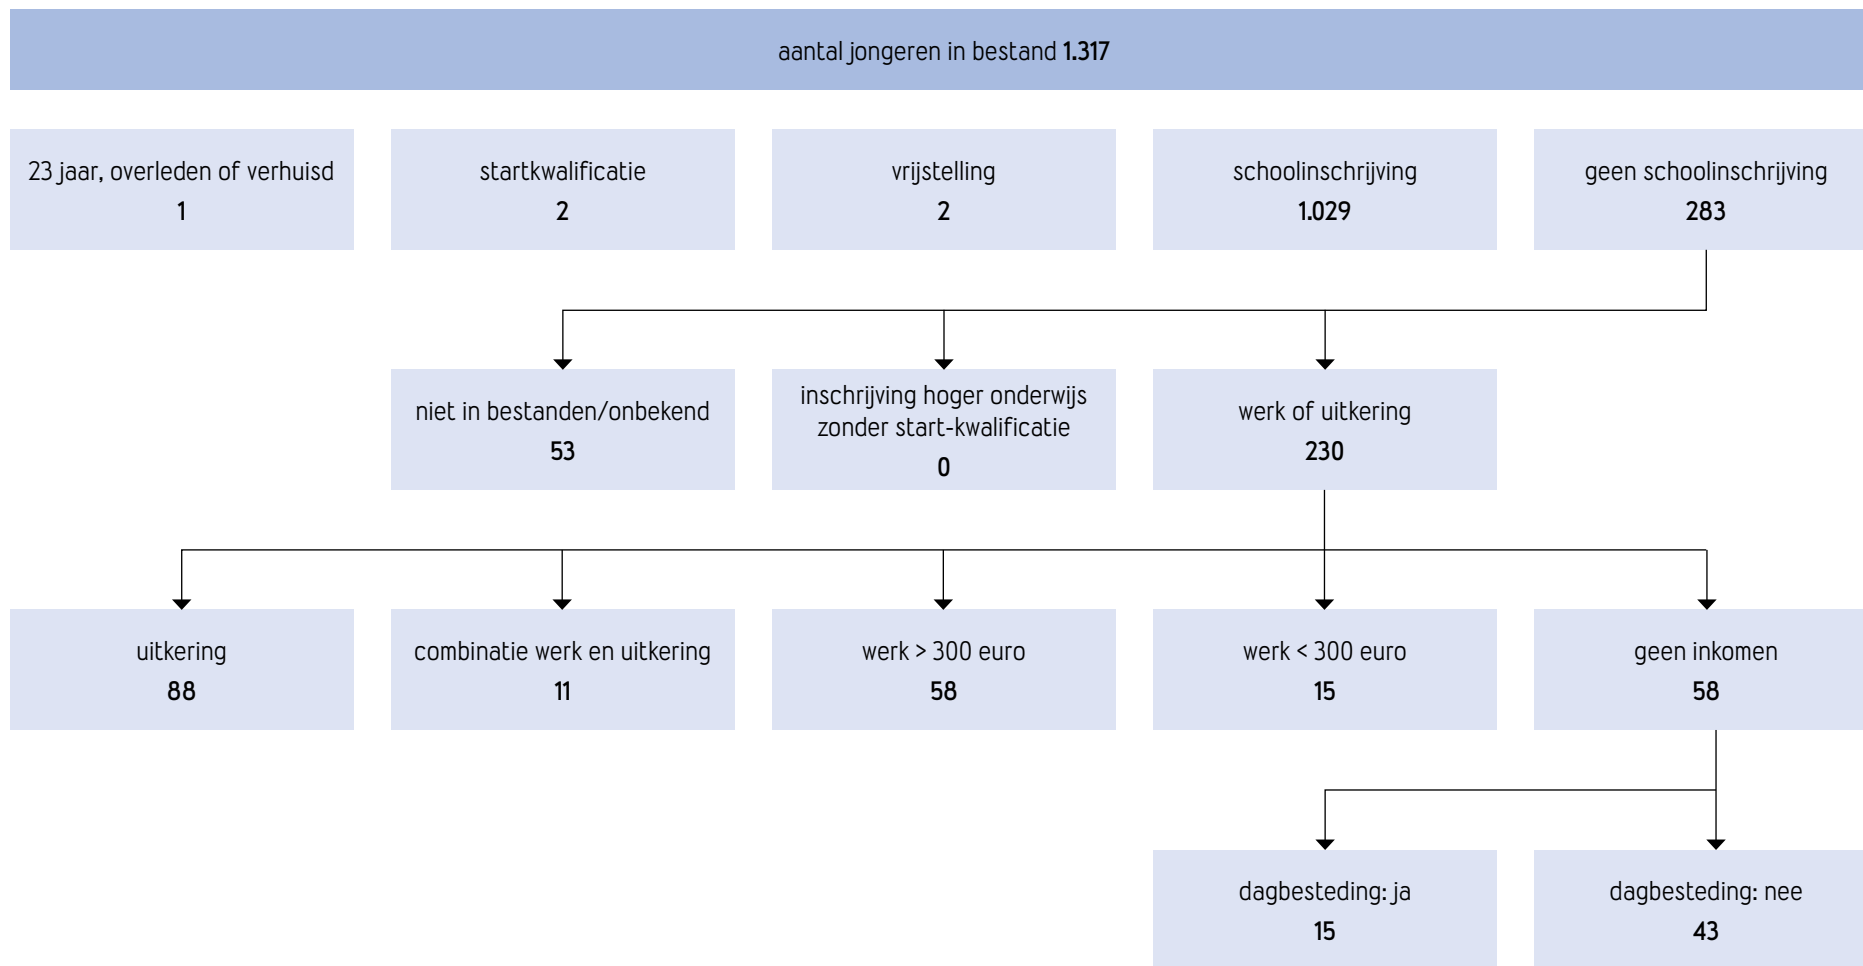 aantal jongeren in bestand 1.317
23 jaar, overleden of verhuisd
1
startkwalificatie
2
vrijstelling
2
schoolinschrijving
1.029
geen schoolinschrijving
283
niet in bestanden/onbekend
53
inschrijving hoger onderwijs
zonder start-kwalificatie
0
werk of uitkering
230
uitkering
88
combinatie werk en uitkering
11
werk > 300 euro
58
werk < 300 euro
15
geen inkomen
58
dagbesteding: ja
15
dagbesteding: nee
43